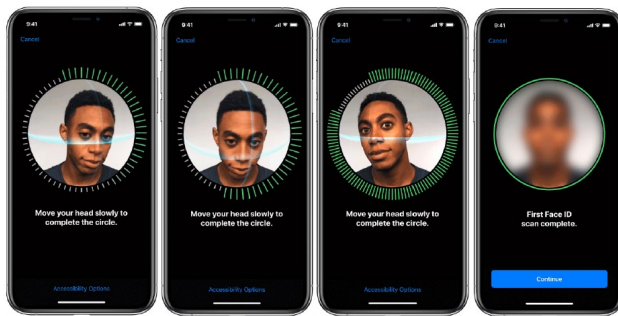 9:41
Cancel
Move your head slowly to
complete the circle.
Accessibility Options
9:41
Cancel
Move your head slowly to
complete the circle.
Accessibility Options
9:41
Cancel
Move your head slowly to
complete the circle.
Accessibility Options
9:41
Cancel
First Face ID
scan complete.
Continue